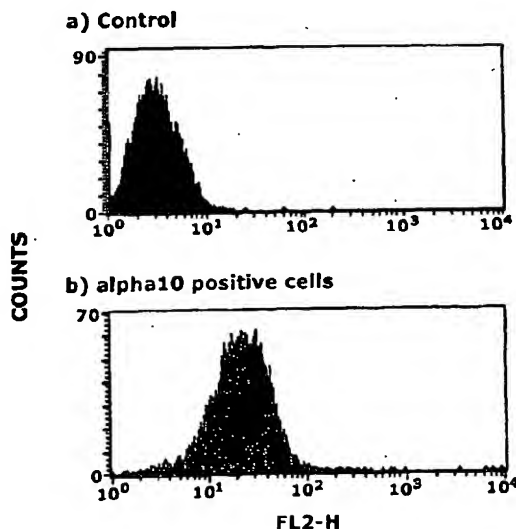 a) Control
90
0
10⁰ 10¹ 10² 10³ 10⁴
COUNTS
b) alpha10 positive cells
70
0
10⁰ 10¹ 10² 10³ 10⁴
FL2-H